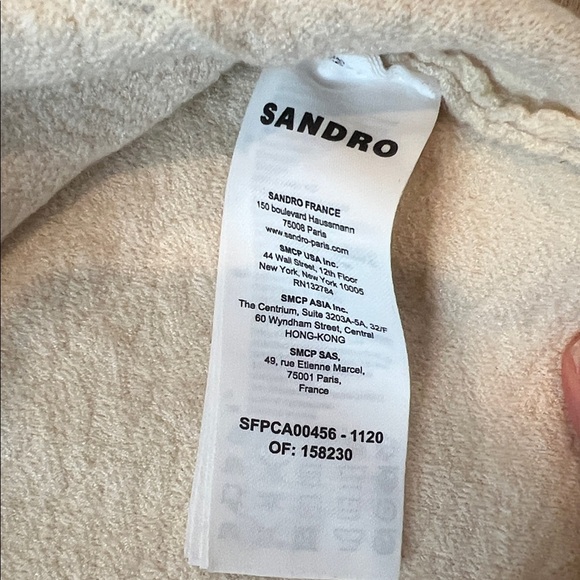 SANDRO
SANDRO FRANCE
150 boulevard Haussmann
75008 Paris
www.sandro-paris.com
SMCP USA Inc.
44 Wall Street, 12th Floor
New York, New York 10005
RN132784
SMCP ASIA Inc.
The Centrium, Suite 3203A-5A, 32/F
60 Wyndham Street, Central
HONG-KONG
SMCP SAS,
49, rue Etienne Marcel,
75001 Paris,
France
SFPCA00456 - 1120
OF: 158230